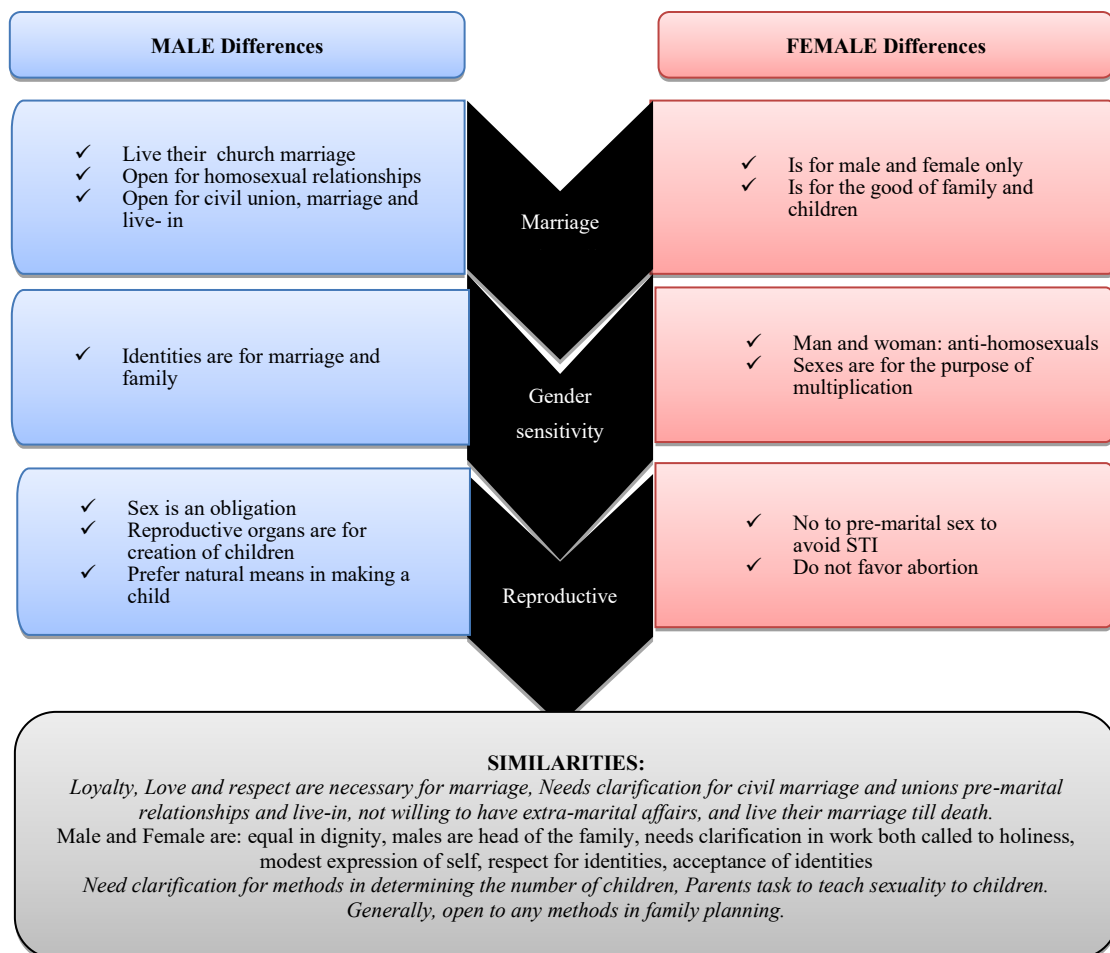 MALE Differences
FEMALE Differences
✓ Live their church marriage
✓ Open for homosexual relationships
✓ Open for civil union, marriage and
live- in
Marriage
✓ Is for male and female only
✓ Is for the good of family and
children
✓ Identities are for marriage and
family
Gender
sensitivity
✓ Man and woman: anti-homosexuals
✓ Sexes are for the purpose of
multiplication
✓ Sex is an obligation
✓ Reproductive organs are for
creation of children
✓ Prefer natural means in making a
child
Reproductive
✓ No to pre-marital sex to
avoid STI
✓ Do not favor abortion
SIMILARITIES:
Loyalty, Love and respect are necessary for marriage, Needs clarification for civil marriage and unions pre-marital
relationships and live-in, not willing to have extra-marital affairs, and live their marriage till death.
Male and Female are: equal in dignity, males are head of the family, needs clarification in work both called to holiness,
modest expression of self, respect for identities, acceptance of identities
Need clarification for methods in determining the number of children, Parents task to teach sexuality to children.
Generally, open to any methods in family planning.